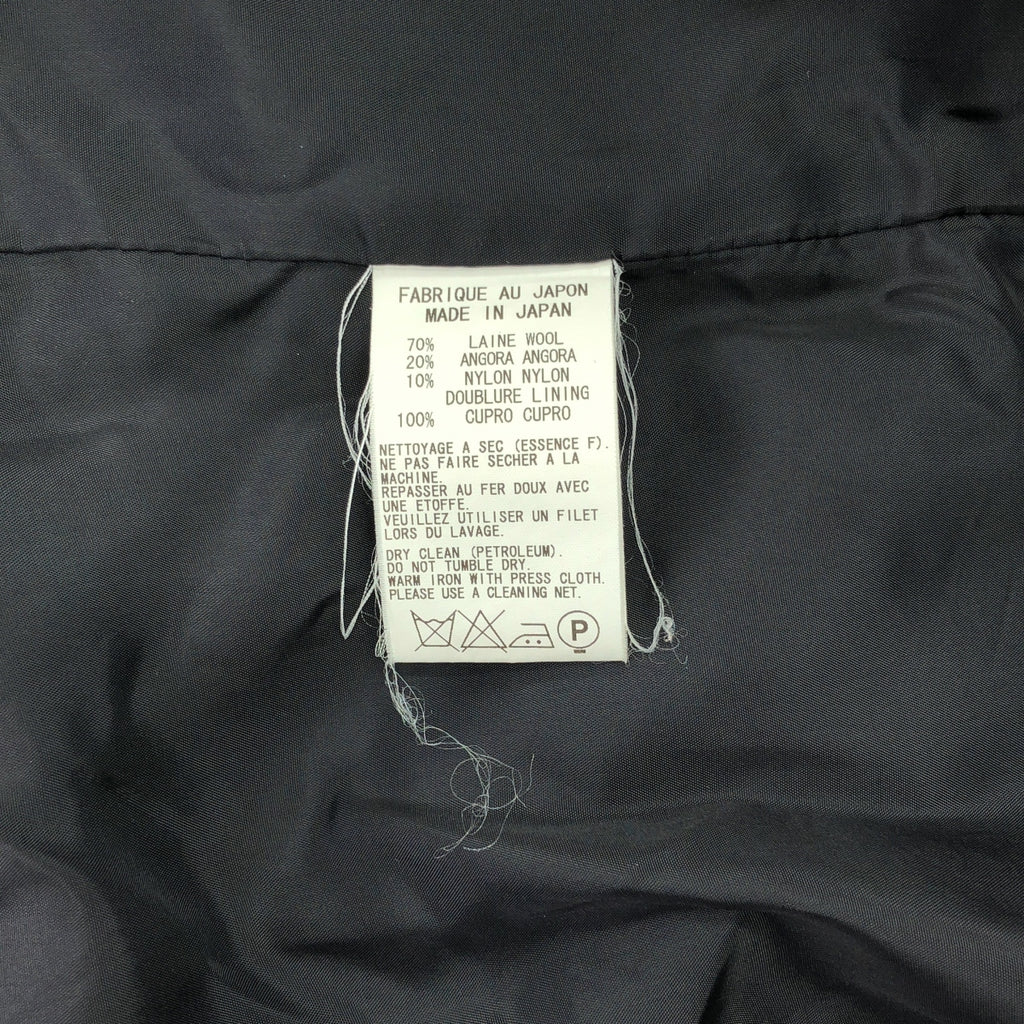 FABRIQUE AU JAPON
MADE IN JAPAN
70% LAINE WOOL
20% ANGORA ANGORA
10% NYLON NYLON
DOUBLURE LINING
100% CUPRO CUPRO
NETTOYAGE A SEC (ESSENCE F).
NE PAS FAIRE SECHER A LA
MACHINE.
REPASSER AU FER DOUX AVEC
UNE ETOFFE.
VEUILLEZ UTILISER UN FILET
LORS DU LAVAGE.
DRY CLEAN (PETROLEUM).
DO NOT TUMBLE DRY.
WARM IRON WITH PRESS CLOTH.
PLEASE USE A CLEANING NET.
P